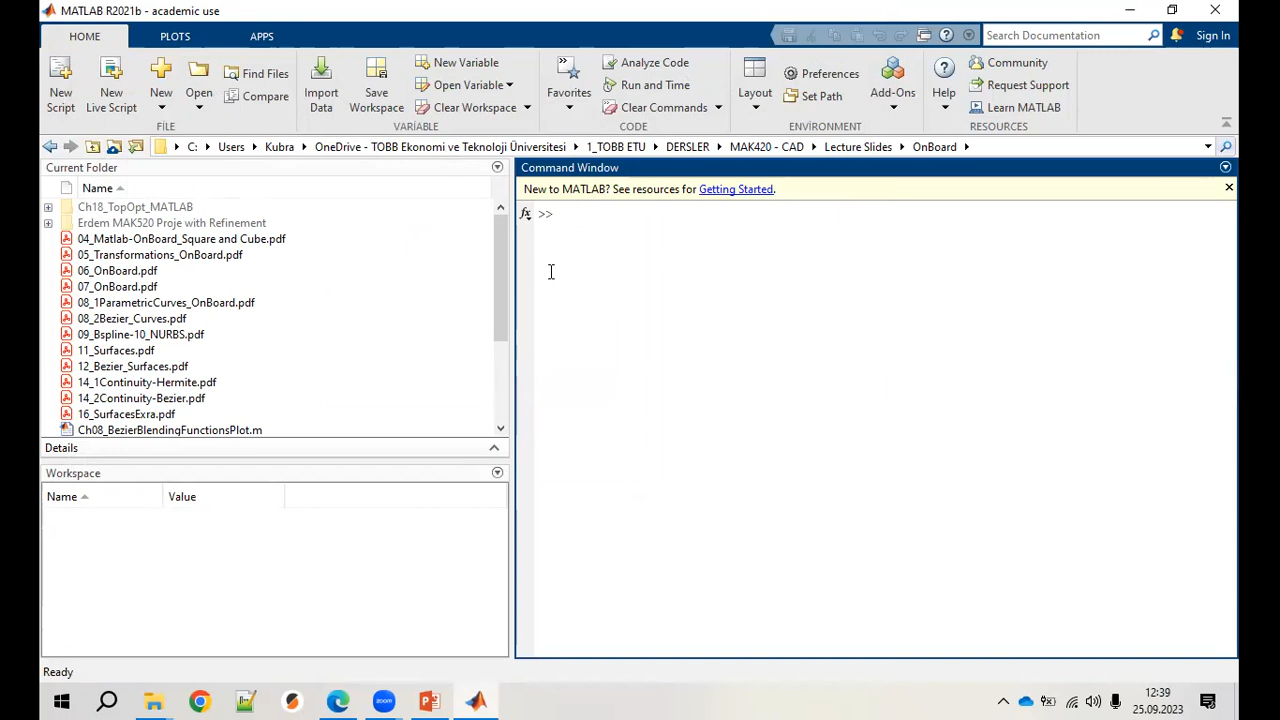 MATLAB R2021b - academic use
HOME PLOTS APPS
Search Documentation
Sign In
New Script
New Live Script
New
Open
Find Files
Compare
FILE
Import Data
Save Workspace
New Variable
Open Variable
Clear Workspace
VARIABLE
Favorites
Analyze Code
Run and Time
Clear Commands
CODE
Layout
Preferences
Set Path
Add-Ons
ENVIRONMENT
Help
Community
Request Support
Learn MATLAB
RESOURCES
C: Users Kubra OneDrive - TOBB Ekonomi ve Teknoloji Üniversitesi 1_TOBB ETU DERSLER MAK420 - CAD Lecture Slides OnBoard
Current Folder
Name
Ch18_TopOpt_MATLAB
Erdem MAK520 Proje with Refinement
04_Matlab-OnBoard_Square and Cube.pdf
05_Transformations_OnBoard.pdf
06_OnBoard.pdf
07_OnBoard.pdf
08_1ParametricCurves_OnBoard.pdf
08_2Bezier_Curves.pdf
09_Bspline-10_NURBS.pdf
11_Surfaces.pdf
12_Bezier_Surfaces.pdf
14_1Continuity-Hermite.pdf
14_2Continuity-Bezier.pdf
16_SurfacesExra.pdf
Ch08_BezierBlendingFunctionsPlot.m
Details
Workspace
Name Value
Command Window
New to MATLAB? See resources for Getting Started.
fx >>
Ready
zoom
12:39
25.09.2023